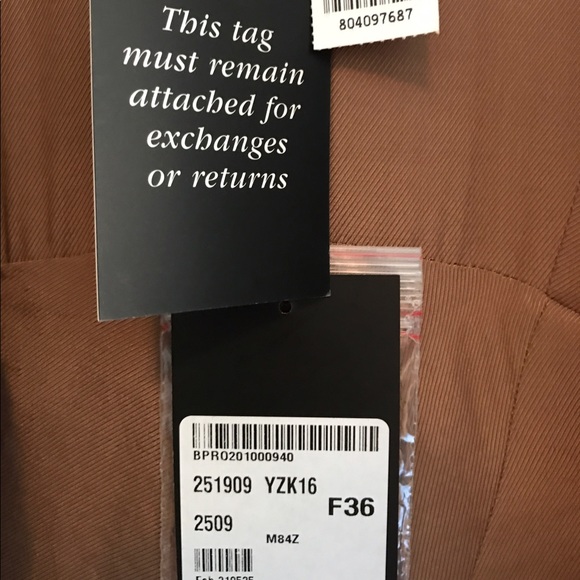 804097687
This tag
must remain
attached for
exchanges
or returns
BPRO201000940
251909 YZK16
F36
2509
M84Z